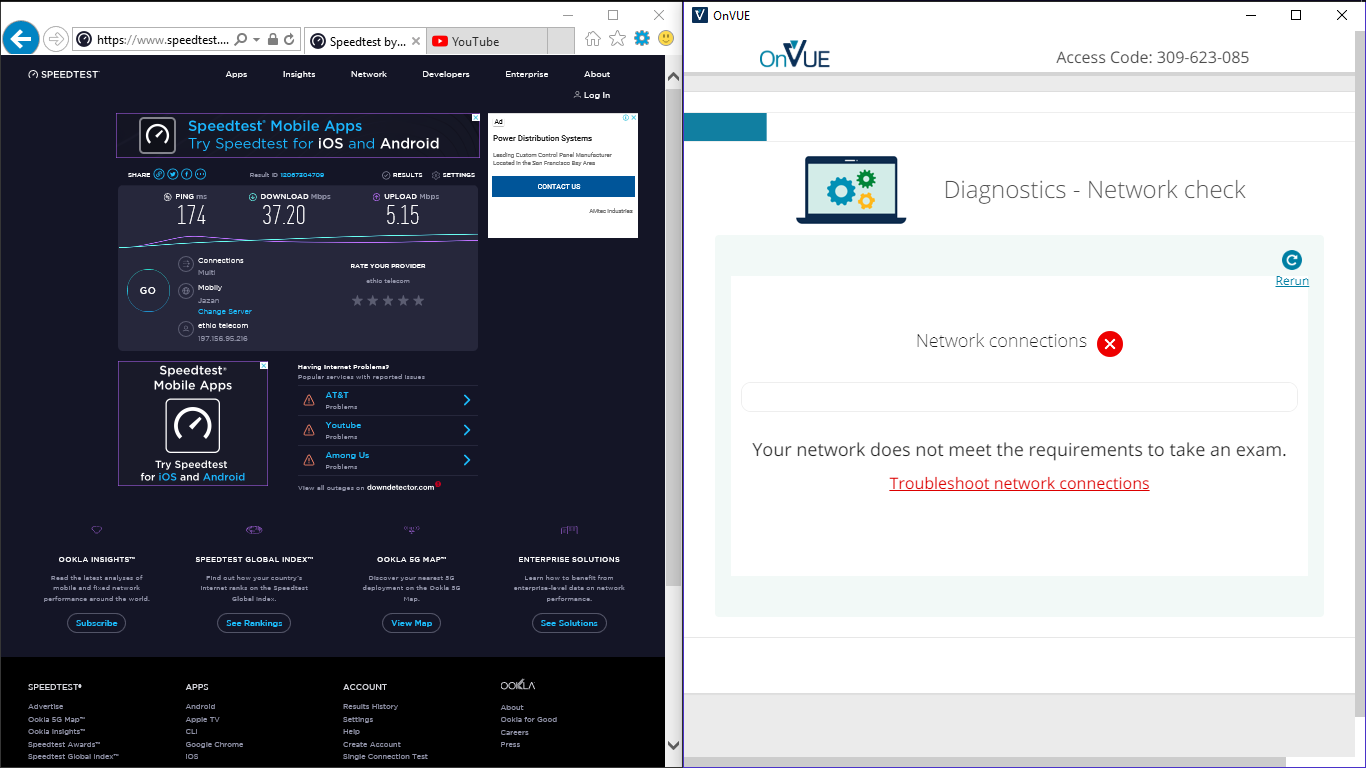 https://www.speedtest....
Speedtest by...
YouTube
SPEEDTEST
Apps
Insights
Network
Developers
Enterprise
About
Log In
Speedtest® Mobile Apps
Try Speedtest for iOS and Android
Ad
Power Distribution Systems
Leading Custom Control Panel Manufacturer
Located in the San Francisco Bay Area
CONTACT US
AMtec Industries
SHARE
Result ID 12067304709
RESULTS
SETTINGS
PING ms
174
DOWNLOAD Mbps
37.20
UPLOAD Mbps
5.15
GO
Connections
Multi
Mobily
Jazan
Change Server
ethio telecom
197.156.95.216
RATE YOUR PROVIDER
ethio telecom
Speedtest®
Mobile Apps
Try Speedtest
for iOS and Android
Having Internet Problems?
Popular services with reported issues
AT&T
Problems
Youtube
Problems
Among Us
Problems
View all outages on downdetector.com
OOKLA INSIGHTS™
Read the latest analyses of
mobile and fixed network
performance around the world.
Subscribe
SPEEDTEST GLOBAL INDEX™
Find out how your country's
internet ranks on the Speedtest
Global Index.
See Rankings
OOKLA 5G MAP™
Discover your nearest 5G
deployment on the Ookla 5G
Map.
View Map
ENTERPRISE SOLUTIONS
Learn how to benefit from
enterprise-level data on network
performance.
See Solutions
SPEEDTEST®
Advertise
Ookla 5G Map™
Ookla Insights™
Speedtest Awards™
Speedtest Global Index™
APPS
Android
Apple TV
CLI
Google Chrome
iOS
ACCOUNT
Results History
Settings
Help
Create Account
Single Connection Test
OOKLA
About
Ookla for Good
Careers
Press
OnVUE
OnVUE
Access Code: 309-623-085
Diagnostics - Network check
Rerun
Network connections
Your network does not meet the requirements to take an exam.
Troubleshoot network connections